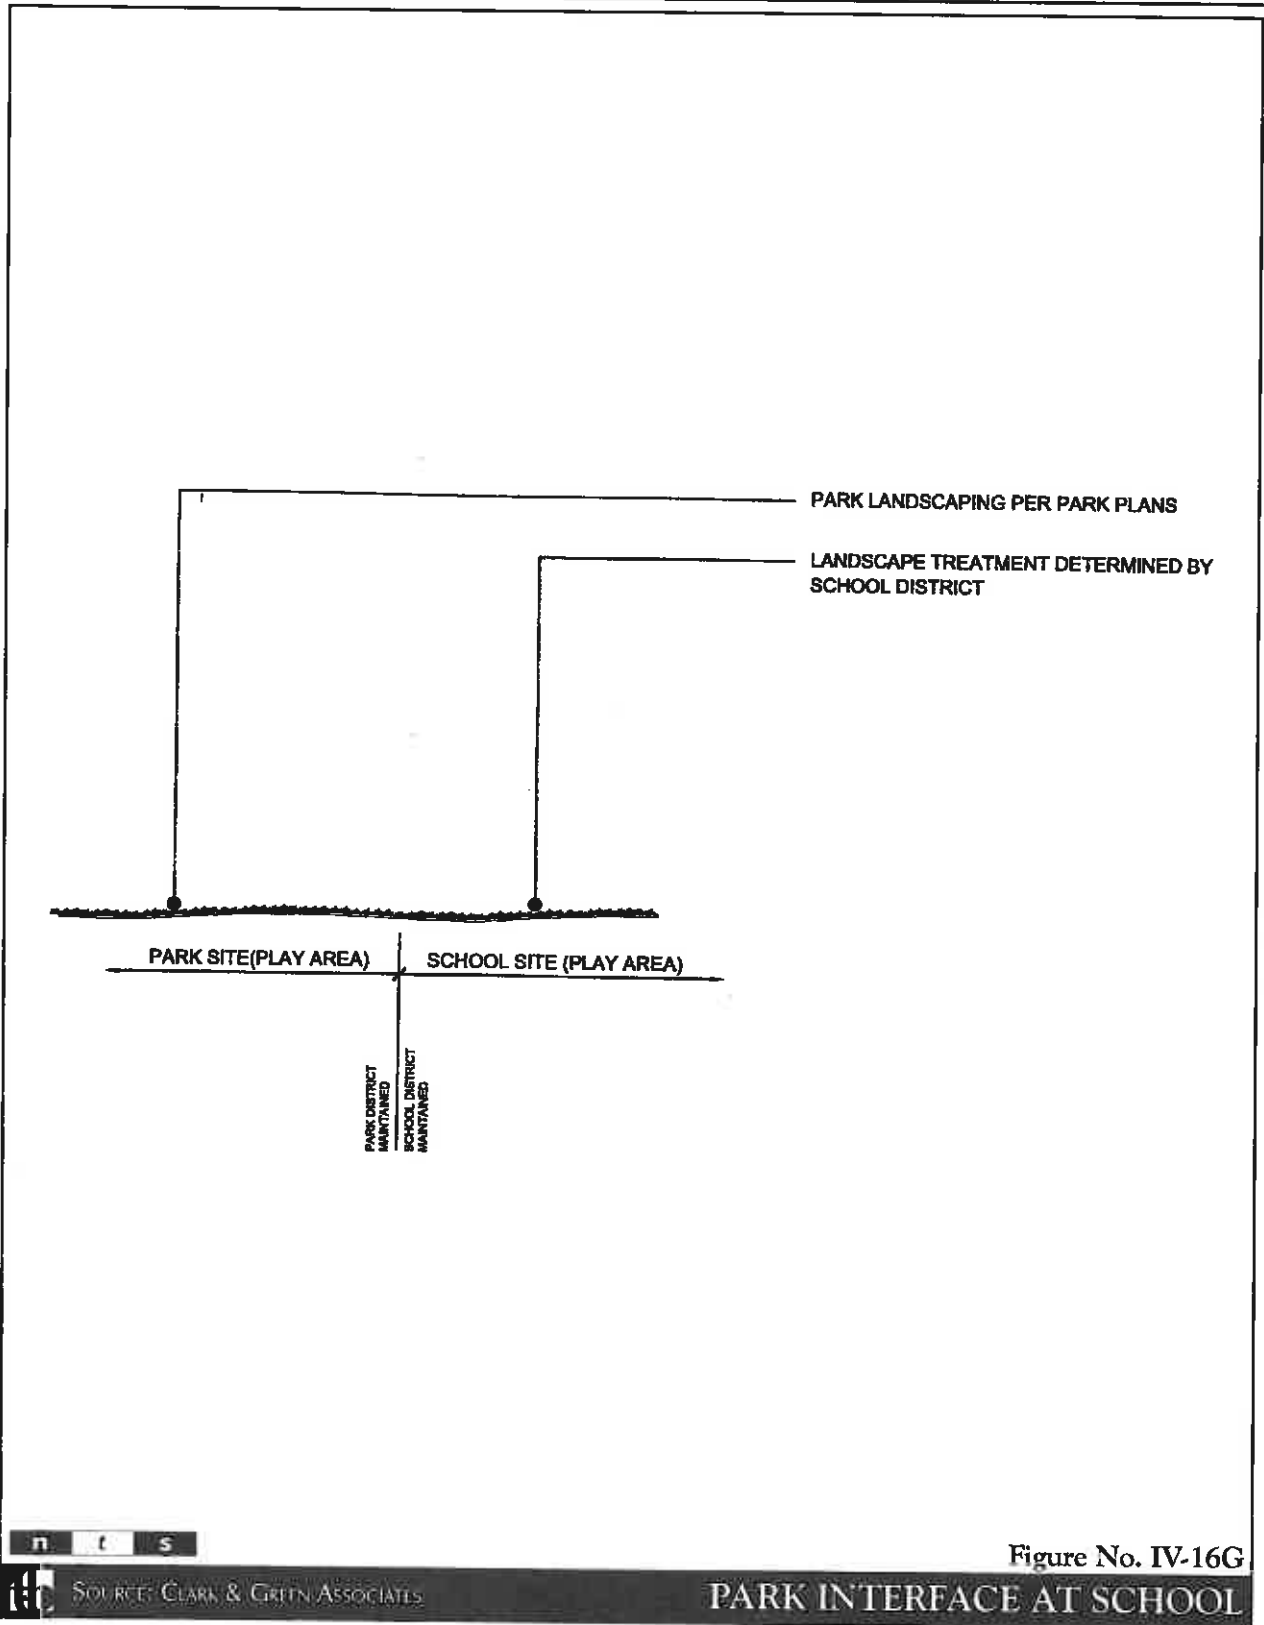 PARK LANDSCAPING PER PARK PLANS
LANDSCAPE TREATMENT DETERMINED BY
SCHOOL DISTRICT
PARK SITE(PLAY AREA)
SCHOOL SITE (PLAY AREA)
PARK DISTRICT
MAINTAINED
SCHOOL DISTRICT
MAINTAINED
n t s
Figure No. IV-16G
SOURCE: CLARK & GREEN ASSOCIATES
PARK INTERFACE AT SCHOOL